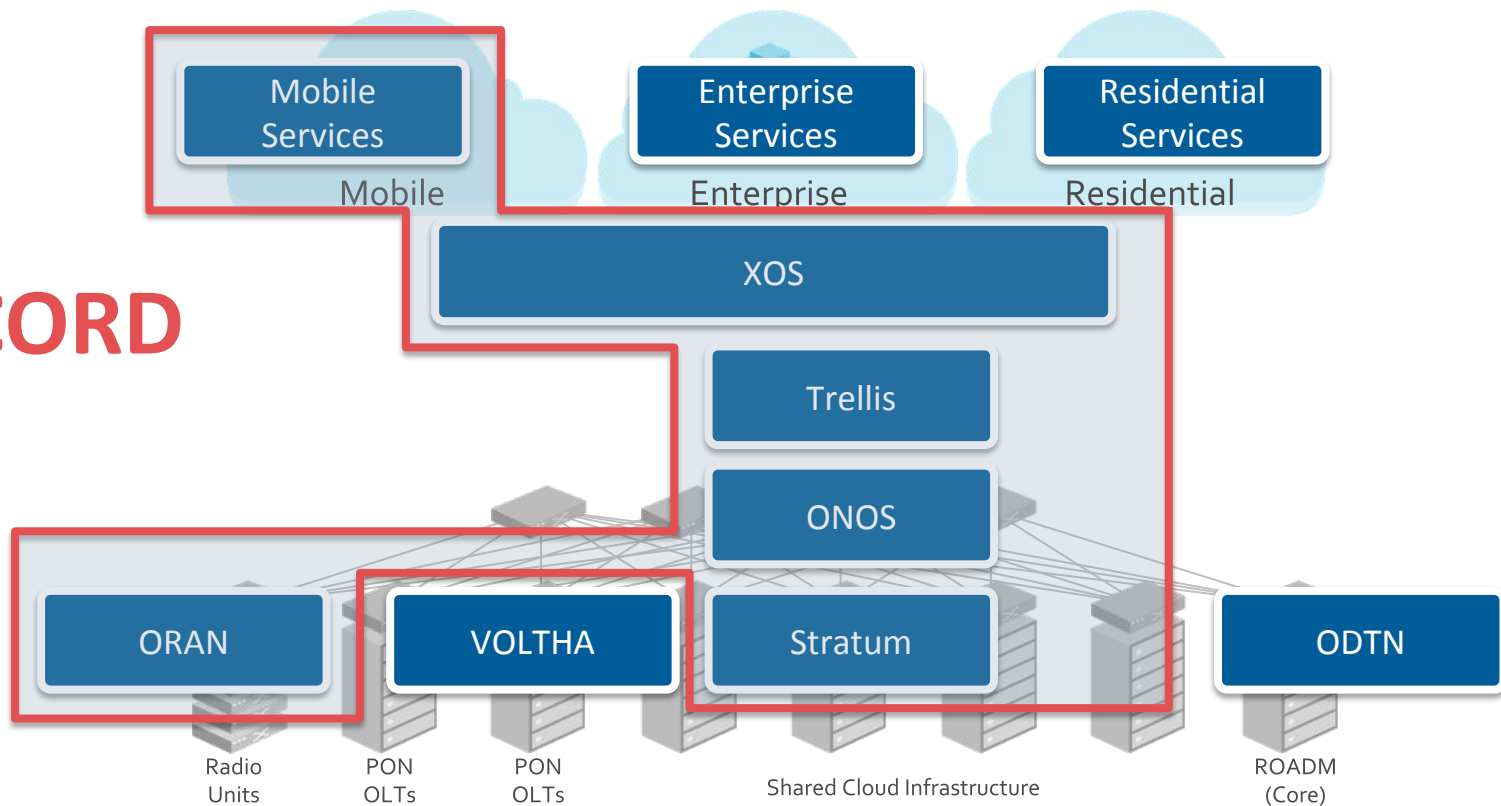 Mobile
Services
Enterprise
Services
Residential
Services
Mobile
Enterprise
Residential
XOS
CORD
Trellis
ONOS
ORAN
VOLTHA
Stratum
ODTN
Radio
Units
PON
OLTs
PON
OLTs
Shared Cloud Infrastructure
ROADM
(Core)